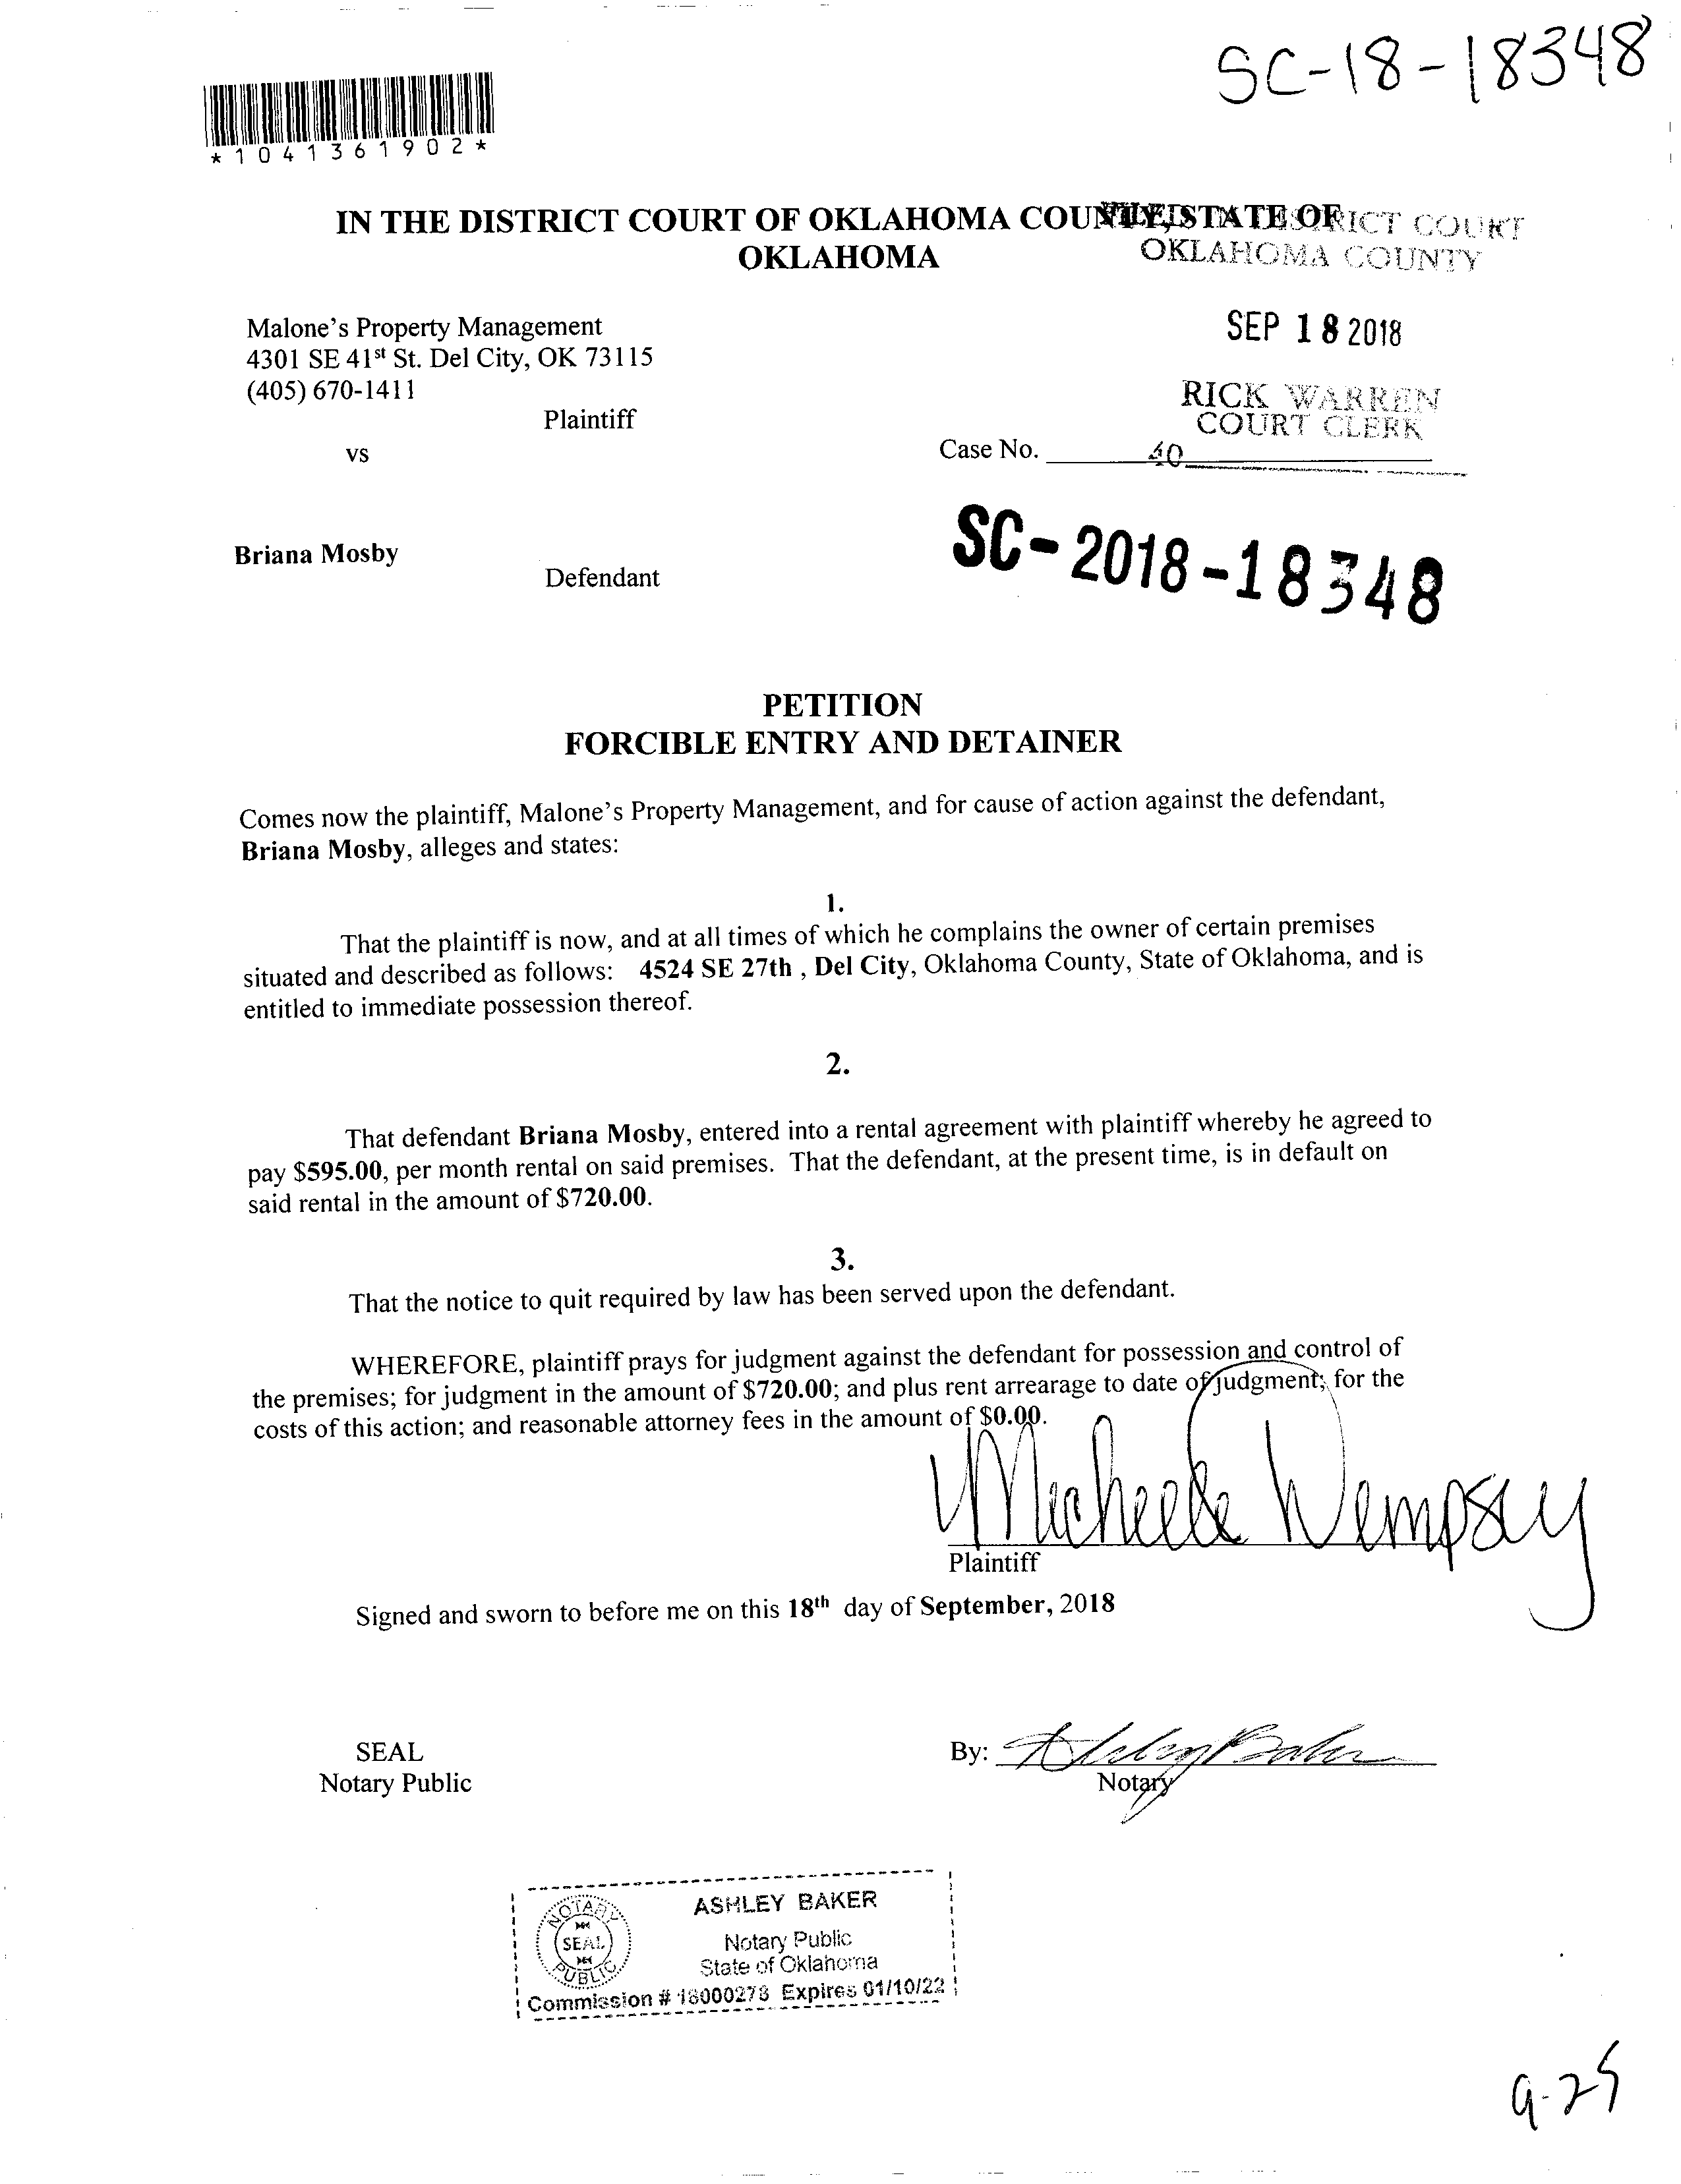 SC-18-18348
*1041361902*
IN THE DISTRICT COURT OF OKLAHOMA COUNTY, STATE OF
OKLAHOMA
FILED IN DISTRICT COURT
OKLAHOMA COUNTY
Malone's Property Management
4301 SE 41st St. Del City, OK 73115
(405) 670-1411
Plaintiff
SEP 18 2018
RICK WARREN
COURT CLERK
vs
Case No.
40
Briana Mosby
Defendant
SC-2018-18348
PETITION
FORCIBLE ENTRY AND DETAINER
Comes now the plaintiff, Malone's Property Management, and for cause of action against the defendant,
Briana Mosby, alleges and states:
1.
That the plaintiff is now, and at all times of which he complains the owner of certain premises
situated and described as follows: 4524 SE 27th , Del City, Oklahoma County, State of Oklahoma, and is
entitled to immediate possession thereof.
2.
That defendant Briana Mosby, entered into a rental agreement with plaintiff whereby he agreed to
pay $595.00, per month rental on said premises. That the defendant, at the present time, is in default on
said rental in the amount of $720.00.
3.
That the notice to quit required by law has been served upon the defendant.
WHEREFORE, plaintiff prays for judgment against the defendant for possession and control of
the premises; for judgment in the amount of $720.00; and plus rent arrearage to date of judgment; for the
costs of this action; and reasonable attorney fees in the amount of $0.00.
Plaintiff
Signed and sworn to before me on this 18th day of September, 2018
SEAL
Notary Public
By: Ashley Baker
Notary
NOTARY
SEAL
PUBLIC
ASHLEY BAKER
Notary Public
State of Oklahoma
Commission # 18000278 Expires 01/10/22
9-25